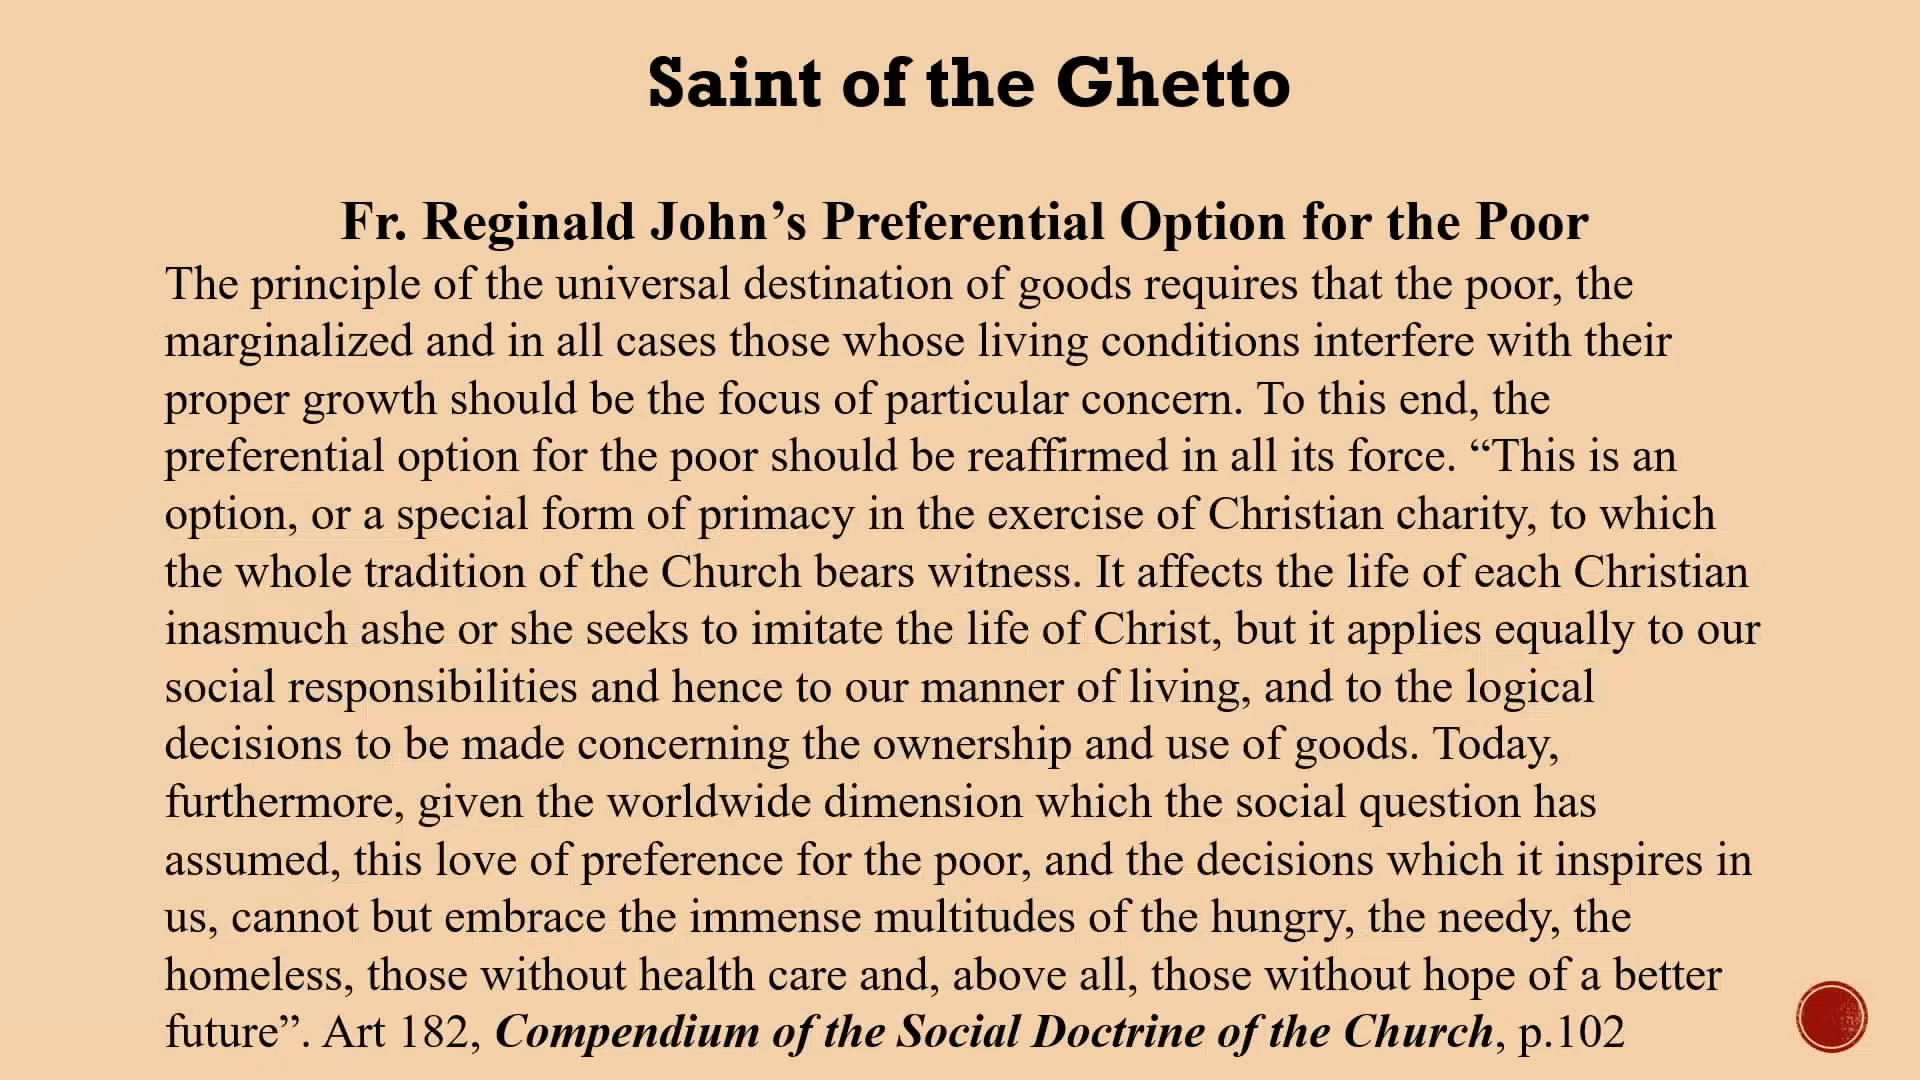 Saint of the Ghetto
Fr. Reginald John’s Preferential Option for the Poor
The principle of the universal destination of goods requires that the poor, the
marginalized and in all cases those whose living conditions interfere with their
proper growth should be the focus of particular concern. To this end, the
preferential option for the poor should be reaffirmed in all its force. “This is an
option, or a special form of primacy in the exercise of Christian charity, to which
the whole tradition of the Church bears witness. It affects the life of each Christian
inasmuch ashe or she seeks to imitate the life of Christ, but it applies equally to our
social responsibilities and hence to our manner of living, and to the logical
decisions to be made concerning the ownership and use of goods. Today,
furthermore, given the worldwide dimension which the social question has
assumed, this love of preference for the poor, and the decisions which it inspires in
us, cannot but embrace the immense multitudes of the hungry, the needy, the
homeless, those without health care and, above all, those without hope of a better
future”. Art 182, Compendium of the Social Doctrine of the Church, p.102